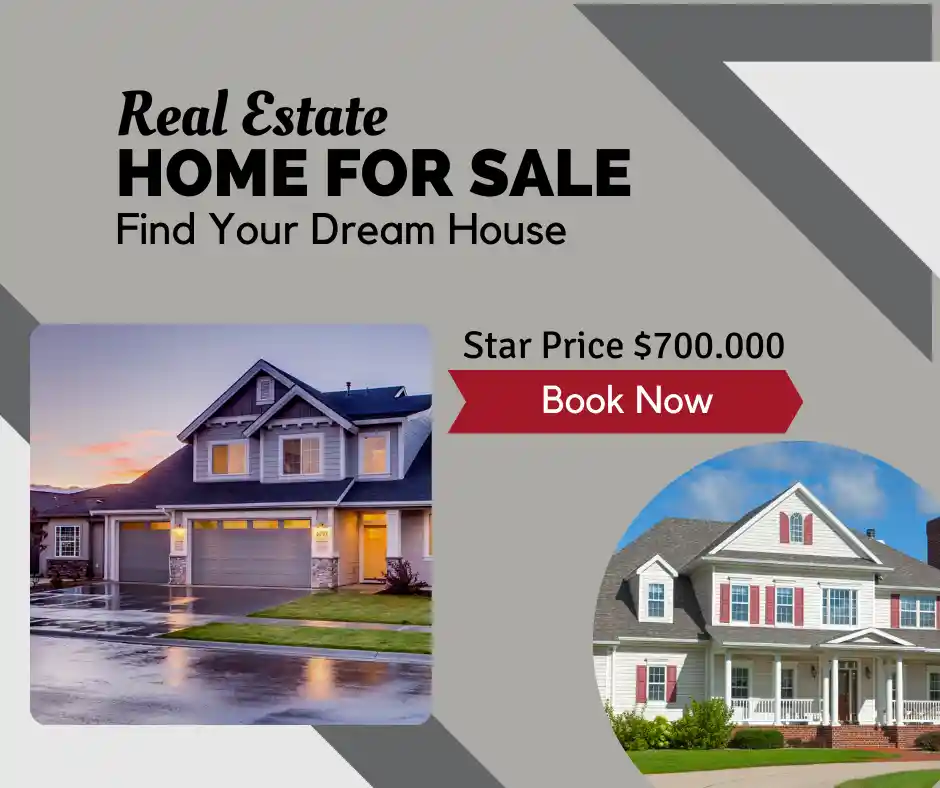 Real Estate
HOME FOR SALE
Find Your Dream House
Star Price $700.000
Book Now